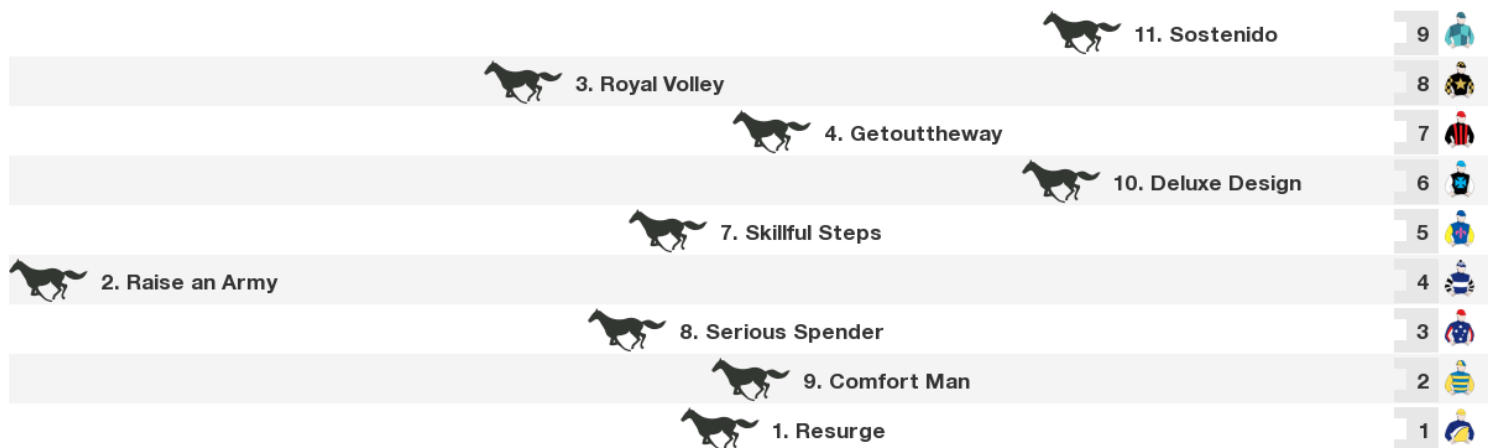 11. Sostenido 9
3. Royal Volley 8
4. Getouttheway 7
10. Deluxe Design 6
7. Skillful Steps 5
2. Raise an Army 4
8. Serious Spender 3
9. Comfort Man 2
1. Resurge 1